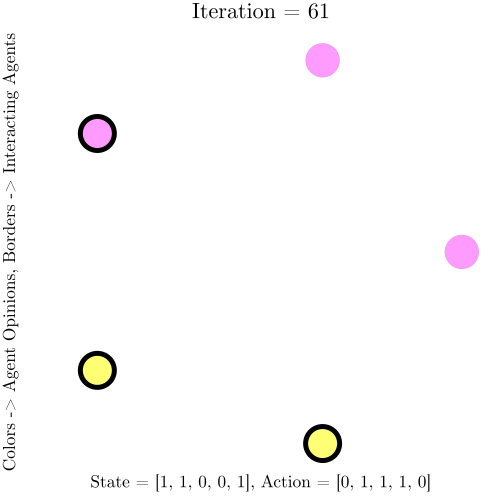 Iteration = 61
Colors -> Agent Opinions, Borders -> Interacting Agents
State = [1, 1, 0, 0, 1], Action = [0, 1, 1, 1, 0]